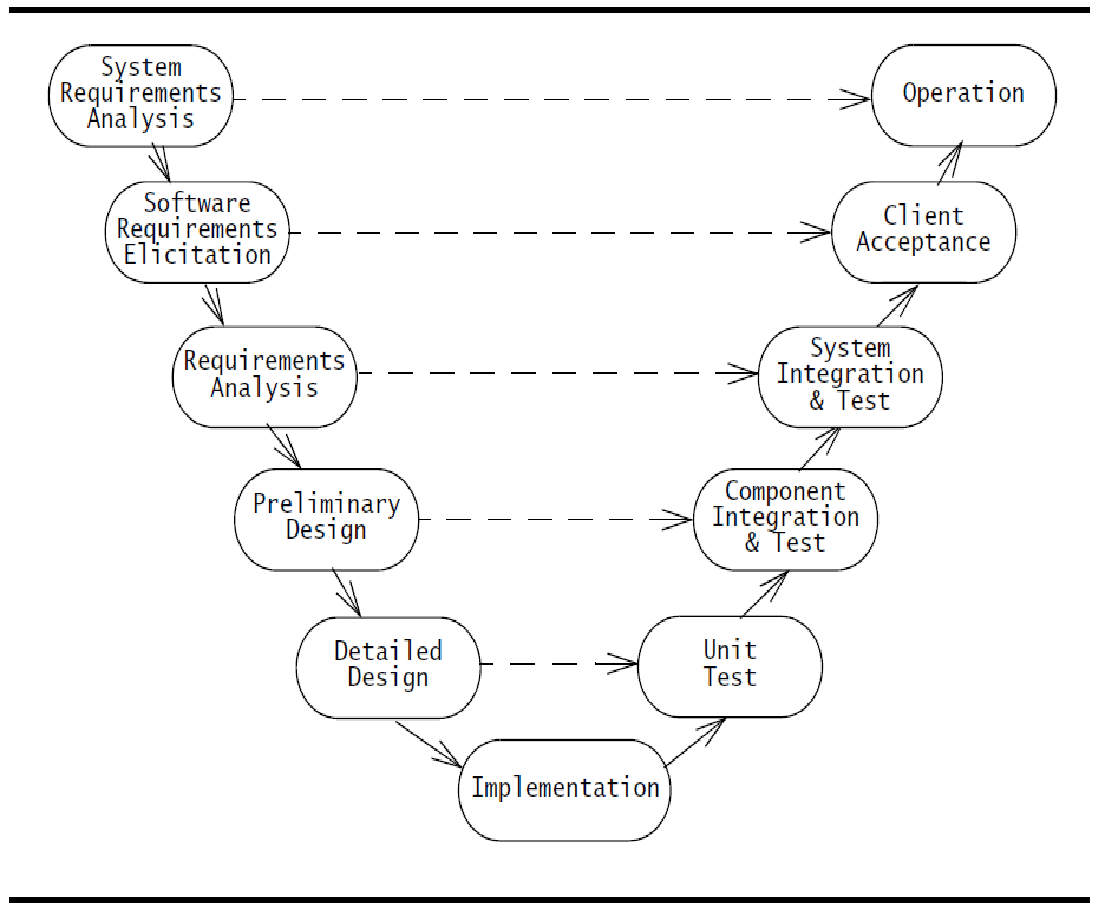 System
Requirements
Analysis
Operation
Software
Requirements
Elicitation
Client
Acceptance
Requirements
Analysis
System
Integration
& Test
Preliminary
Design
Component
Integration
& Test
Detailed
Design
Unit
Test
Implementation